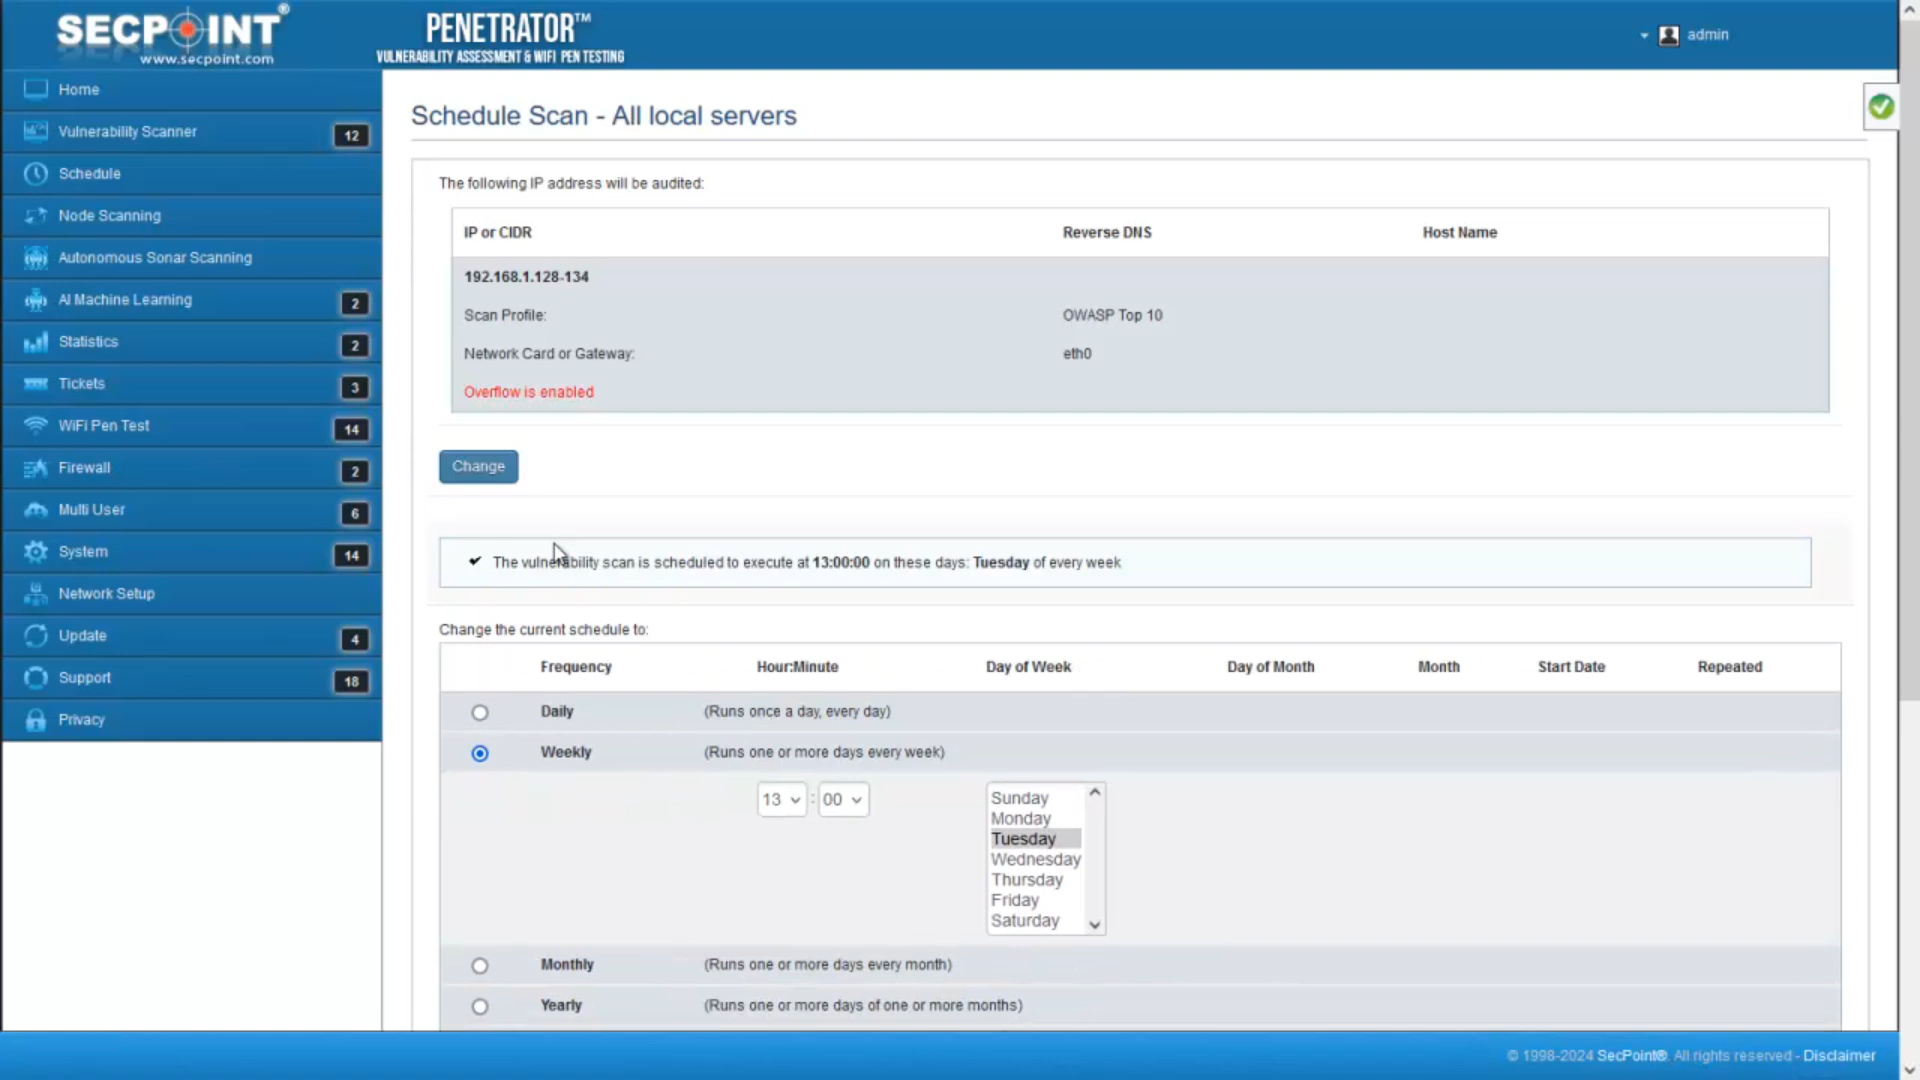 SECPOINT®
www.secpoint.com
PENETRATOR™
VULNERABILITY ASSESSMENT & WIFI PEN TESTING
admin
Home
Vulnerability Scanner 12
Schedule
Node Scanning
Autonomous Sonar Scanning
AI Machine Learning 2
Statistics 2
Tickets 3
WiFi Pen Test 14
Firewall 2
Multi User 6
System 14
Network Setup
Update 4
Support 18
Privacy
Schedule Scan - All local servers
The following IP address will be audited:
IP or CIDR Reverse DNS Host Name
192.168.1.128-134
Scan Profile: OWASP Top 10
Network Card or Gateway: eth0
Overflow is enabled
Change
The vulnerability scan is scheduled to execute at 13:00:00 on these days: Tuesday of every week
Change the current schedule to:
Frequency Hour:Minute Day of Week Day of Month Month Start Date Repeated
Daily (Runs once a day, every day)
Weekly (Runs one or more days every week)
13 : 00
Sunday
Monday
Tuesday
Wednesday
Thursday
Friday
Saturday
Monthly (Runs one or more days every month)
Yearly (Runs one or more days of one or more months)
© 1998-2024 SecPoint®. All rights reserved - Disclaimer